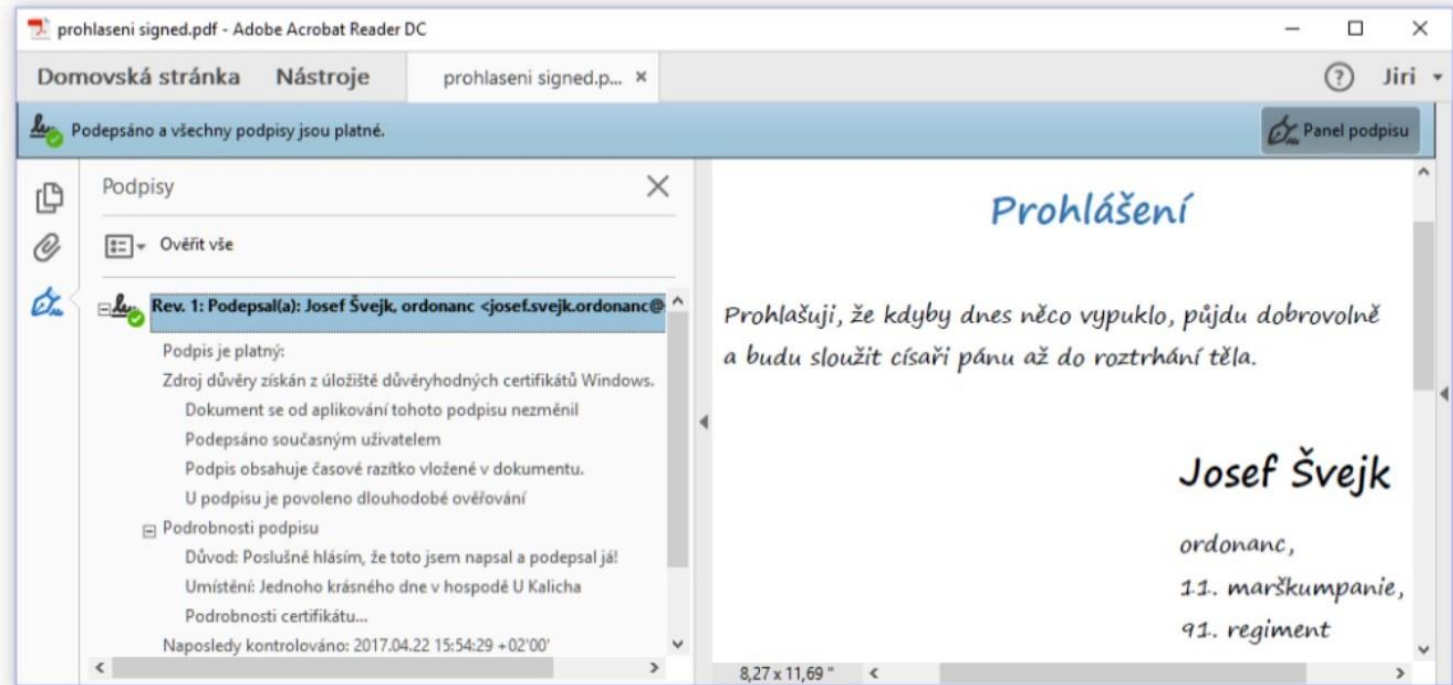 prohlaseni signed.pdf - Adobe Acrobat Reader DC
Domovská stránka Nástroje prohlaseni signed.p... × ? Jiri
Podepsáno a všechny podpisy jsou platné. Panel podpisu
Podpisy
Ověřit vše
Rev. 1: Podepsal(a): Josef Švejk, ordonanc <josef.svejk.ordonanc@
Podpis je platný:
Zdroj důvěry získán z úložiště důvěryhodných certifikátů Windows.
Dokument se od aplikování tohoto podpisu nezměnil
Podepsáno současným uživatelem
Podpis obsahuje časové razítko vložené v dokumentu.
U podpisu je povoleno dlouhodobé ověřování
Podrobnosti podpisu
Důvod: Poslušně hlásím, že toto jsem napsal a podepsal já!
Umístění: Jednoho krásného dne v hospodě U Kalicha
Podrobnosti certifikátu...
Naposledy kontrolováno: 2017.04.22 15:54:29 +02'00'
Prohlášení
Prohlašuji, že kdyby dnes něco vypuklo, půjdu dobrovolně
a budu sloužit císaři pánu až do roztrhání těla.
Josef Švejk
ordonanc,
11. marškumpanie,
91. regiment
8,27 x 11,69 "